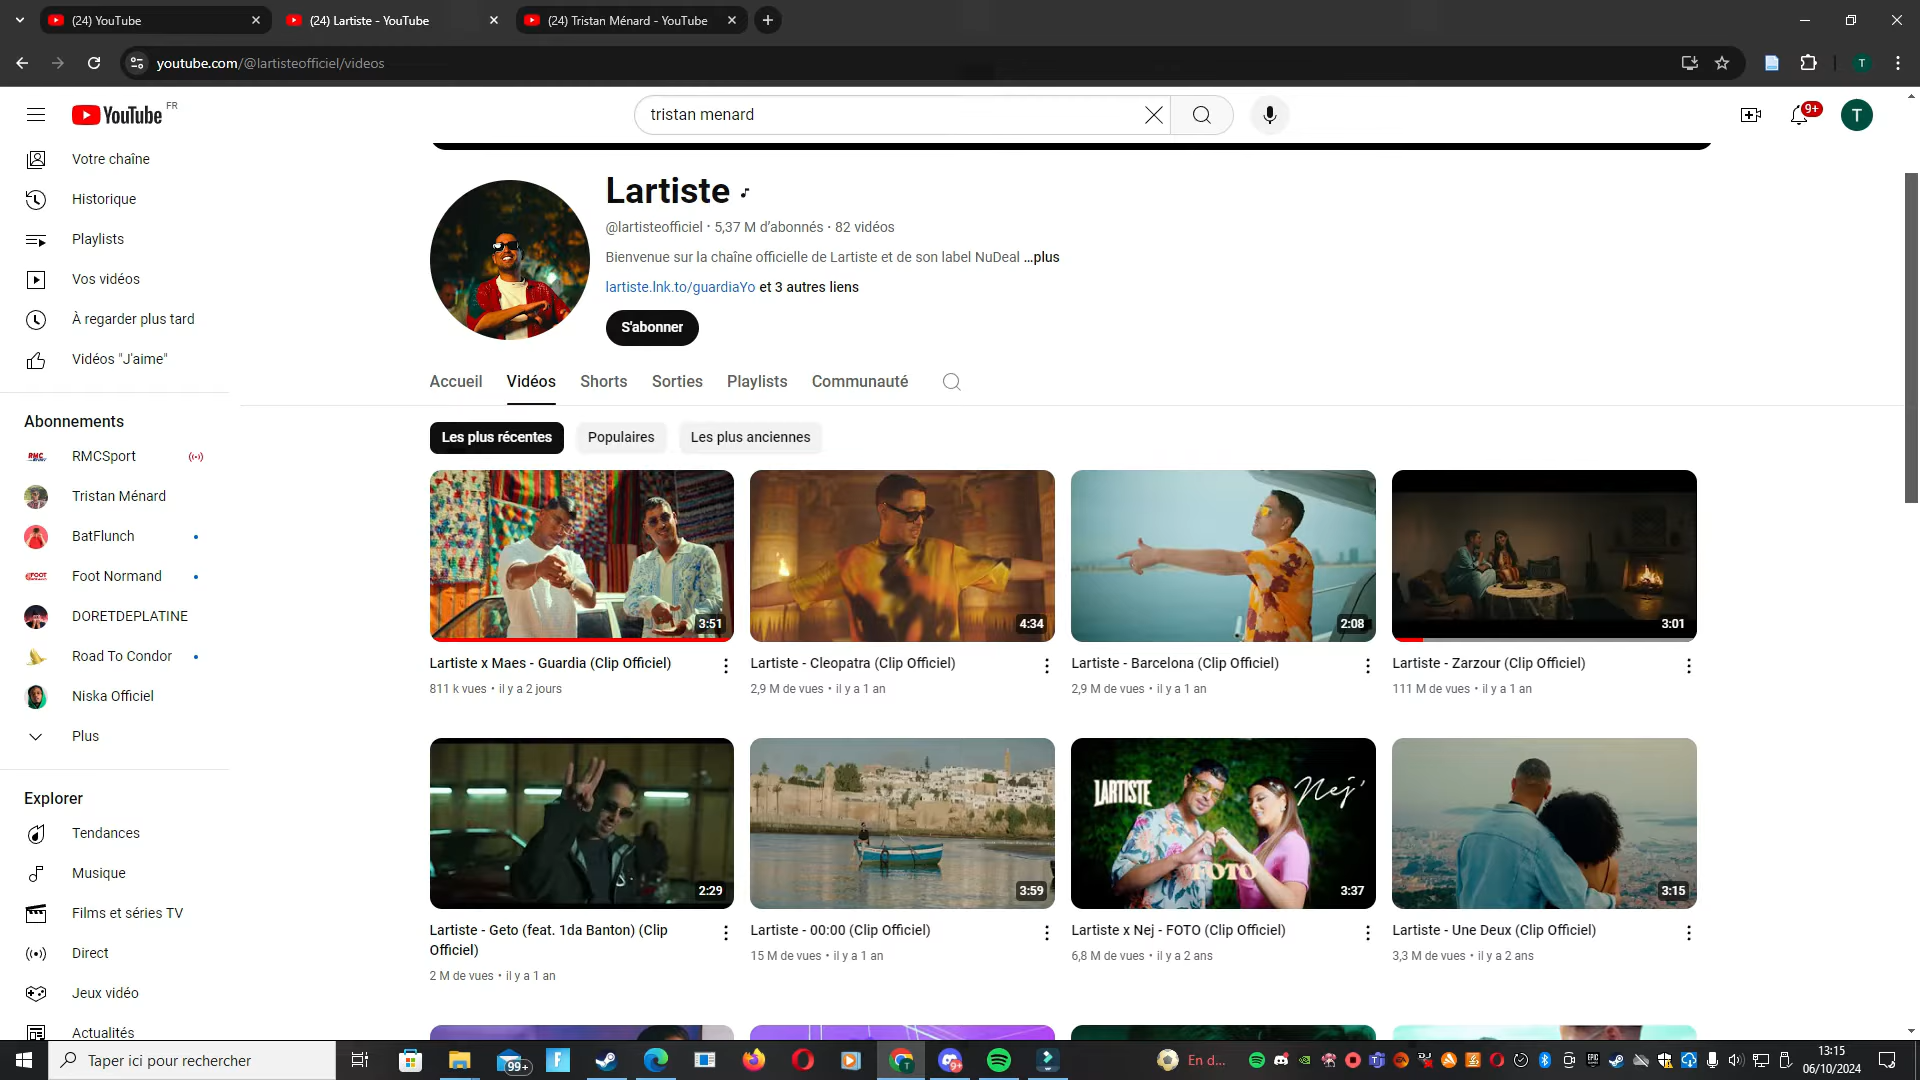 (24) YouTube
(24) Lartiste - YouTube
(24) Tristan Ménard - YouTube
youtube.com/@lartisteofficiel/videos
T
YouTube FR
tristan menard
9+
T
Votre chaîne
Historique
Playlists
Vos vidéos
À regarder plus tard
Vidéos "J'aime"
Abonnements
RMCSport
Tristan Ménard
BatFlunch
Foot Normand
DORETDEPLATINE
Road To Condor
Niska Officiel
Plus
Explorer
Tendances
Musique
Films et séries TV
Direct
Jeux vidéo
Actualités
Lartiste
@lartisteofficiel · 5,37 M d'abonnés · 82 vidéos
Bienvenue sur la chaîne officielle de Lartiste et de son label NuDeal ...plus
lartiste.lnk.to/guardiaYo et 3 autres liens
S'abonner
Accueil Vidéos Shorts Sorties Playlists Communauté
Les plus récentes Populaires Les plus anciennes
3:51
4:34
2:08
3:01
Lartiste x Maes - Guardia (Clip Officiel)
811 k vues • il y a 2 jours
Lartiste - Cleopatra (Clip Officiel)
2,9 M de vues • il y a 1 an
Lartiste - Barcelona (Clip Officiel)
2,9 M de vues • il y a 1 an
Lartiste - Zarzour (Clip Officiel)
111 M de vues • il y a 1 an
2:29
3:59
LARTISTE Nej'
FOTO
3:37
3:15
Lartiste - Geto (feat. 1da Banton) (Clip
Officiel)
2 M de vues • il y a 1 an
Lartiste - 00:00 (Clip Officiel)
15 M de vues • il y a 1 an
Lartiste x Nej - FOTO (Clip Officiel)
6,8 M de vues • il y a 2 ans
Lartiste - Une Deux (Clip Officiel)
3,3 M de vues • il y a 2 ans
Taper ici pour rechercher
99+
9+
En d...
13:15
06/10/2024